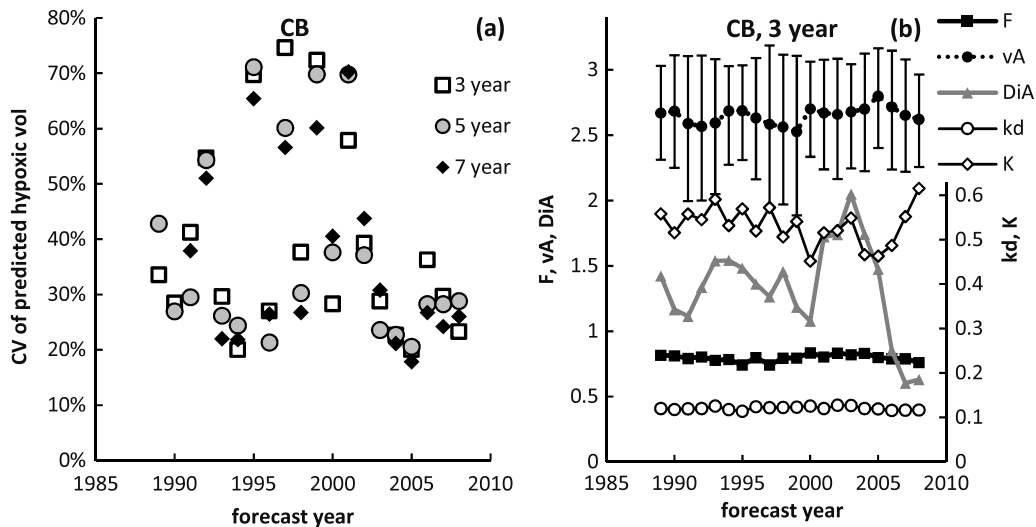 CB
(a)
80%
70%
60%
50%
40%
30%
20%
10%
0%
CV of predicted hypoxic vol
3 year
5 year
7 year
1985 1990 1995 2000 2005 2010
forecast year
CB, 3 year
(b)
F
vA
DiA
kd
K
3
2.5
2
1.5
1
0.5
0
F, vA, DiA
0.6
0.5
0.4
0.3
0.2
0.1
0
kd, K
1985 1990 1995 2000 2005 2010
forecast year